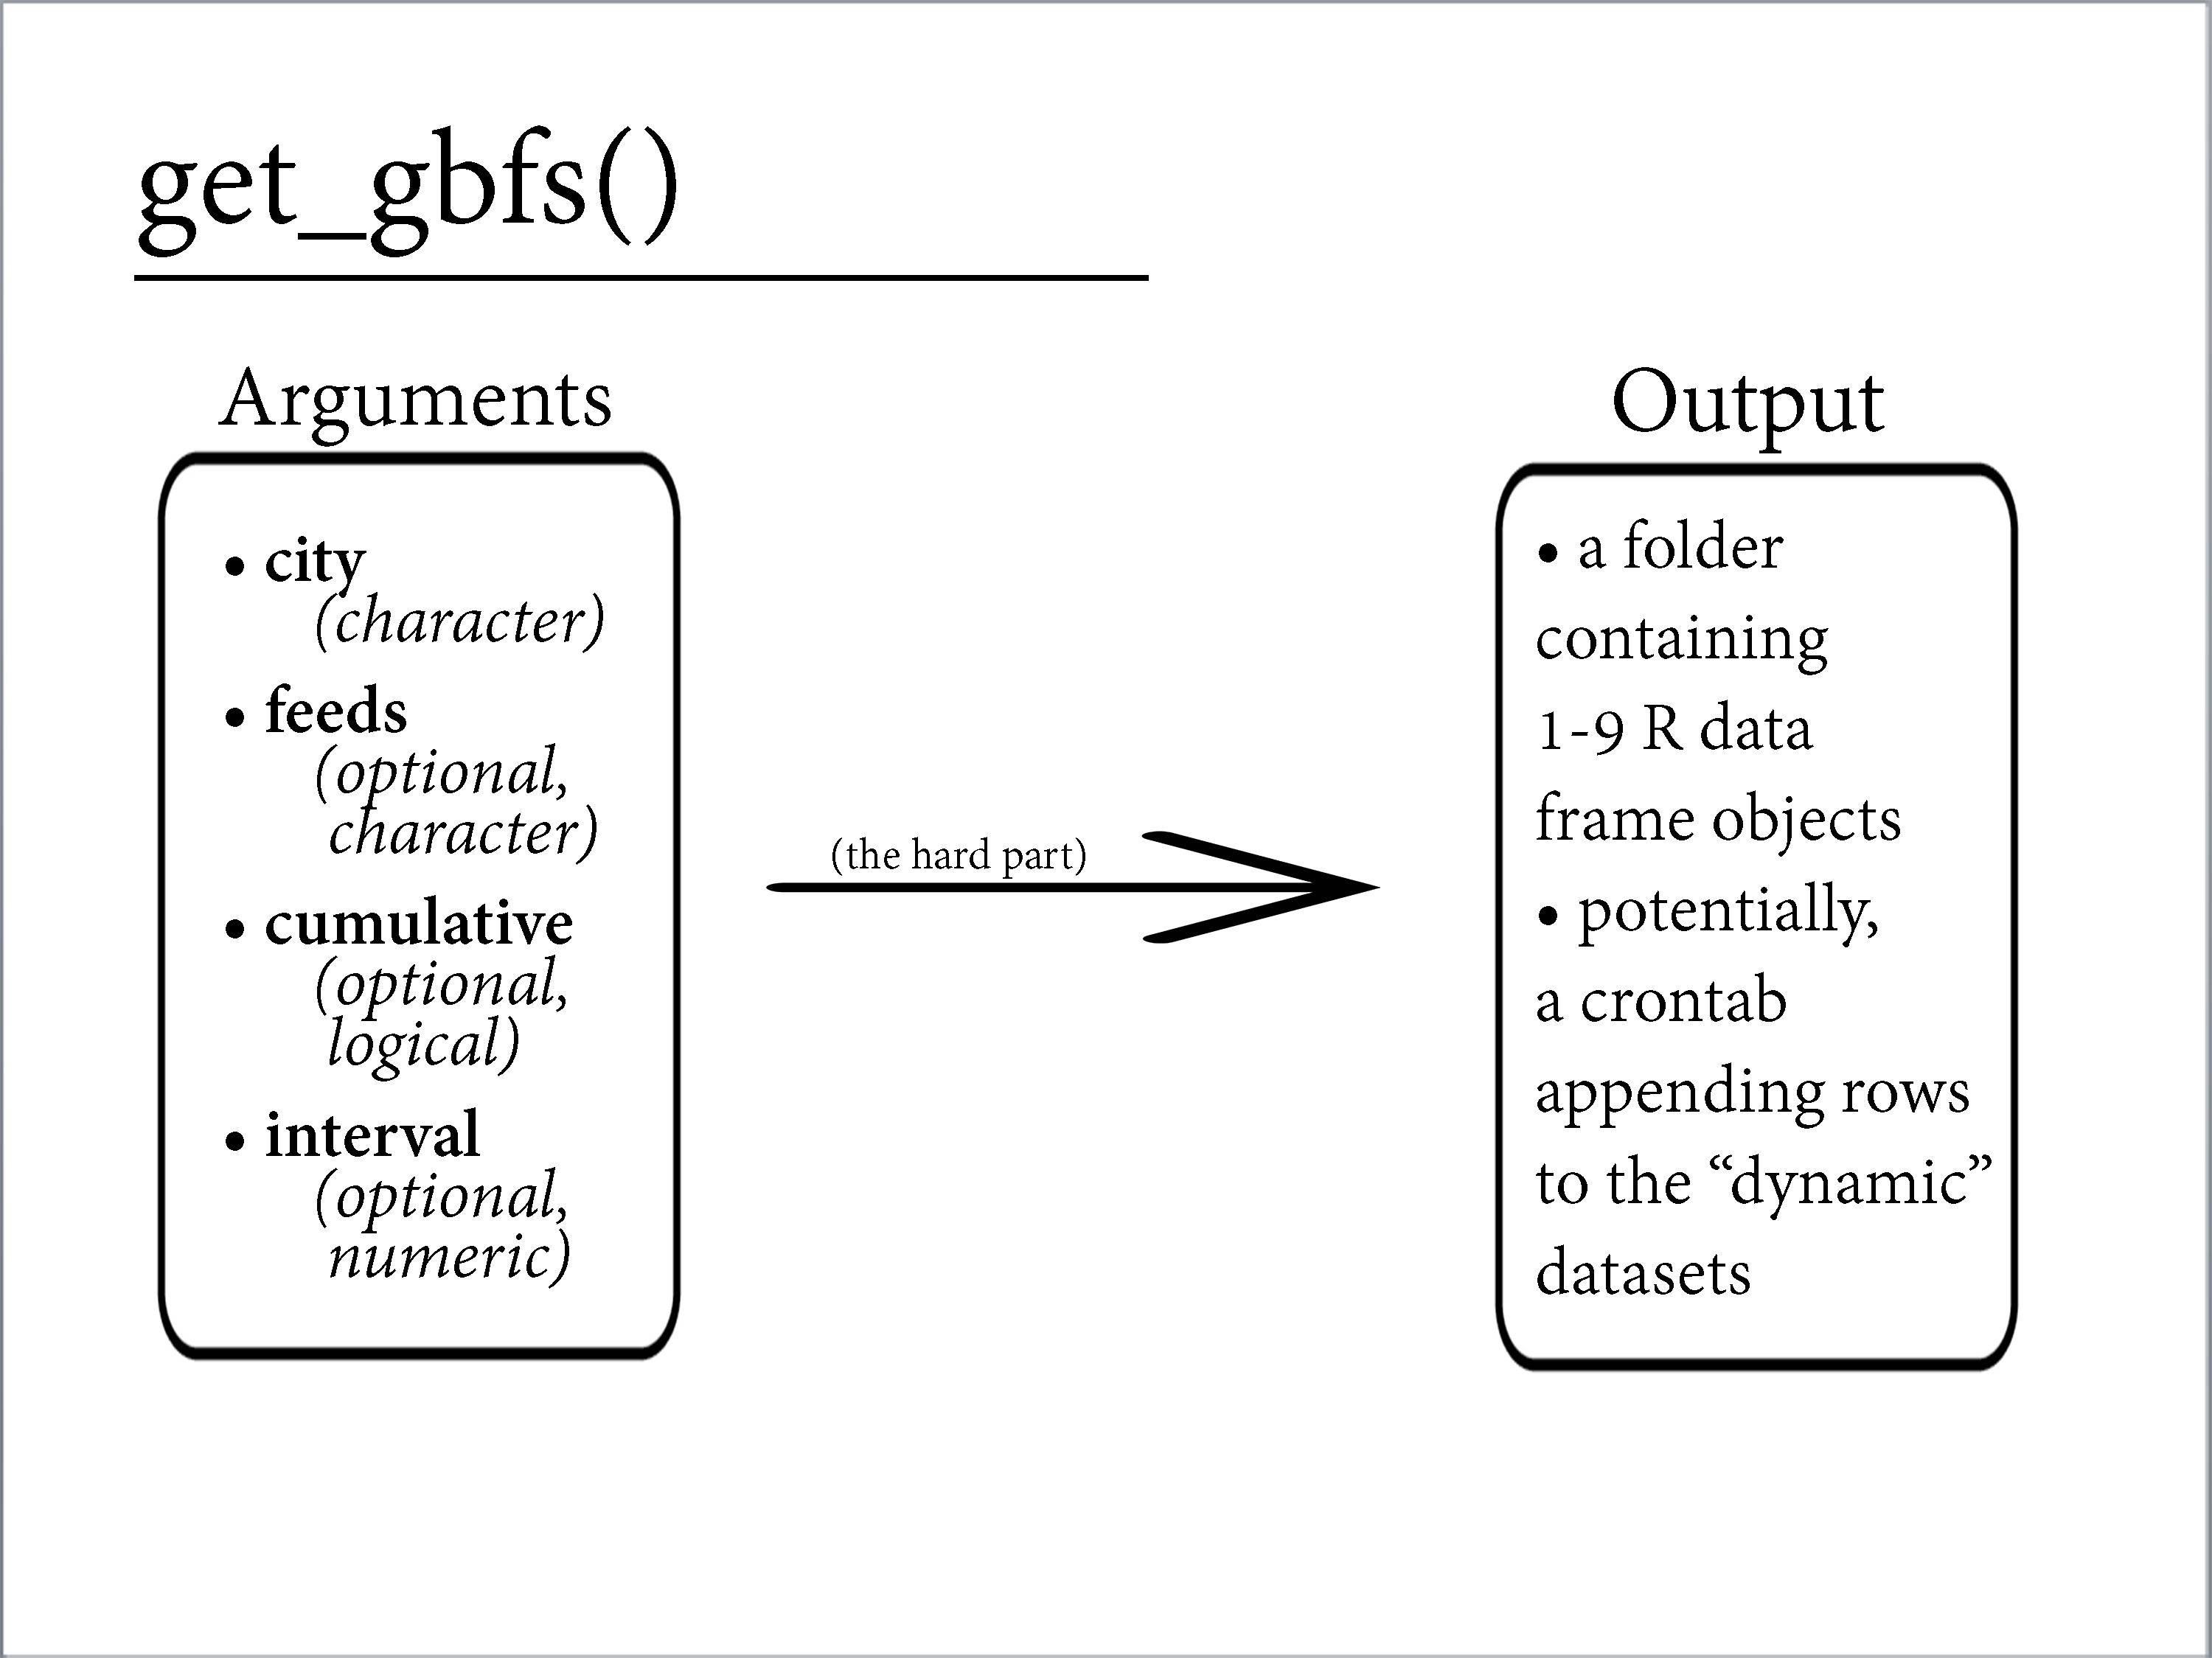 get_gbfs()
Arguments
• city
(character)
• feeds
(optional,
character)
• cumulative
(optional,
logical)
• interval
(optional,
numeric)
(the hard part)
Output
• a folder
containing
1-9 R data
frame objects
• potentially,
a crontab
appending rows
to the “dynamic”
datasets